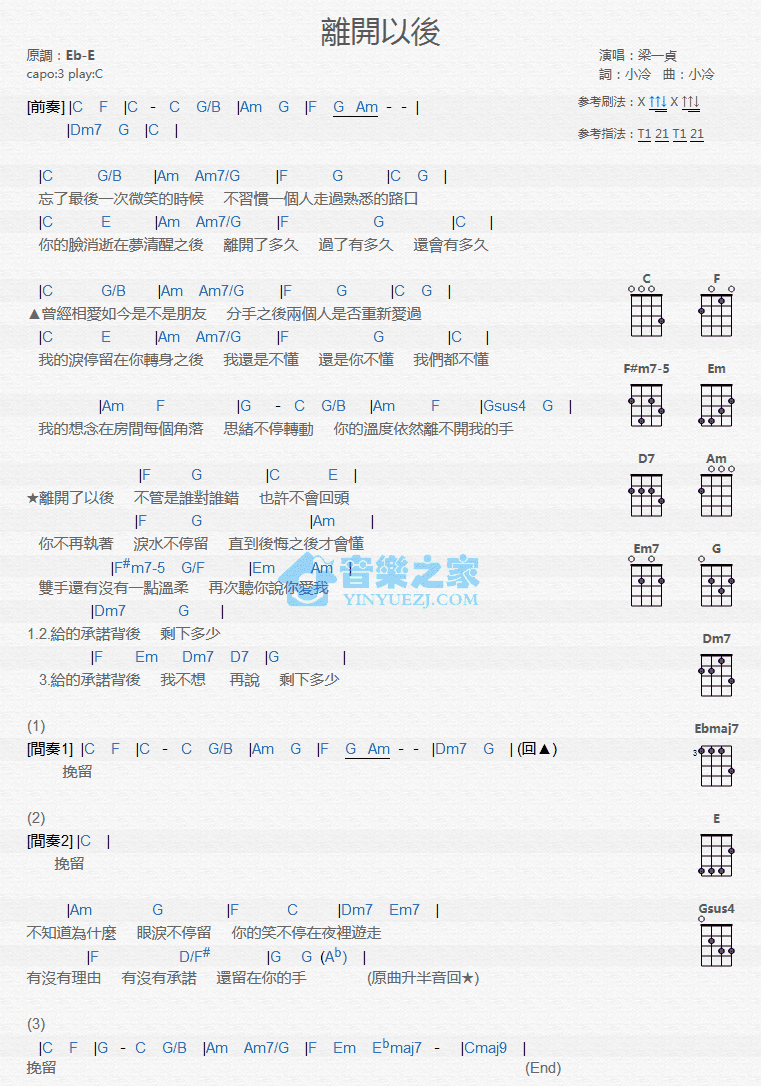 離開以後
原調：Eb-E
capo:3 play:C
演唱：梁一貞
詞：小冷 曲：小冷
參考刷法：X ↑↑↓ X ↑↑↓
參考指法：T1 21 T1 21
[前奏] |C F |C - C G/B |Am G |F G Am - - |
|Dm7 G |C |
|C G/B |Am Am7/G |F G |C G |
忘了最後一次微笑的時候 不習慣一個人走過熟悉的路口
|C E |Am Am7/G |F G |C |
你的臉消逝在夢清醒之後 離開了多久 過了有多久 還會有多久
|C G/B |Am Am7/G |F G |C G |
▲曾經相愛如今是不是朋友 分手之後兩個人是否重新愛過
|C E |Am Am7/G |F G |C |
我的淚停留在你轉身之後 我還是不懂 還是你不懂 我們都不懂
|Am F |G - C G/B |Am F |Gsus4 G |
我的想念在房間每個角落 思緒不停轉動 你的溫度依然離不開我的手
|F G |C E |
★離開了以後 不管是誰對誰錯 也許不會回頭
|F G |Am |
你不再執著 淚水不停留 直到後悔之後才會懂
|F#m7-5 G/F |Em Am |
雙手還有沒有一點溫柔 再次聽你說你愛我
|Dm7 G |
1.2.給的承諾背後 剩下多少
|F Em Dm7 D7 |G |
3.給的承諾背後 我不想 再說 剩下多少
(1)
[間奏1] |C F |C - C G/B |Am G |F G Am - - |Dm7 G | (回▲)
挽留
(2)
[間奏2] |C |
挽留
|Am G |F C |Dm7 Em7 |
不知道為什麼 眼淚不停留 你的笑不停在夜裡遊走
|F D/F# |G G (Ab) |
有沒有理由 有沒有承諾 還留在你的手 (原曲升半音回★)
(3)
|C F |G - C G/B |Am Am7/G |F Em Ebmaj7 - |Cmaj9 |
挽留 (End)
C F
F#m7-5 Em
D7 Am
Em7 G
Dm7
Ebmaj7
3
E
Gsus4
音樂之家
YINYUEZJ.COM